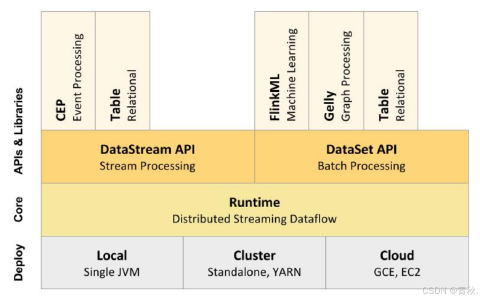 APIs & Libraries
CEP
Event Processing
Table
Relational
FlinkML
Machine Learning
Gelly
Graph Processing
Table
Relational
DataStream API
Stream Processing
DataSet API
Batch Processing
Core
Runtime
Distributed Streaming Dataflow
Deploy
Local
Single JVM
Cluster
Standalone, YARN
Cloud
GCE, EC2
CSDN @青秋.